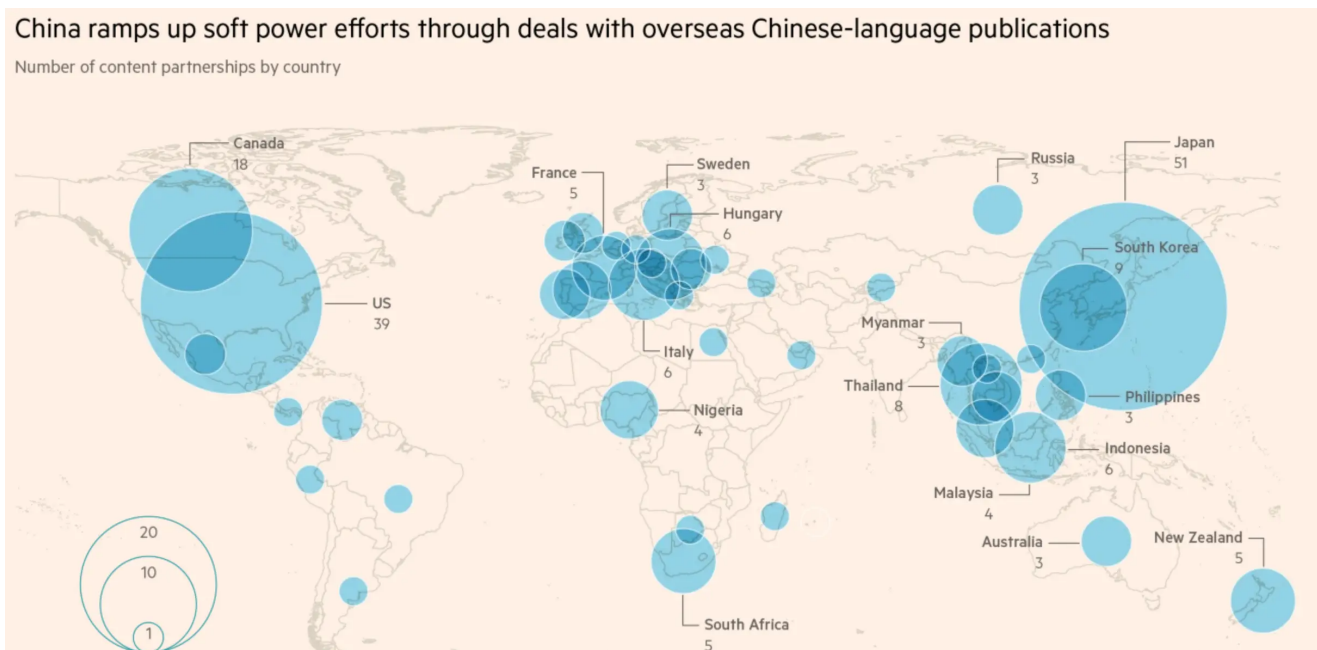 China ramps up soft power efforts through deals with overseas Chinese-language publications
Number of content partnerships by country
Canada
18
US
39
France
5
Sweden
3
Hungary
6
Italy
6
Nigeria
4
South Africa
5
Russia
3
Japan
51
South Korea
9
Myanmar
3
Thailand
8
Philippines
3
Indonesia
6
Malaysia
4
Australia
3
New Zealand
5
20
10
1